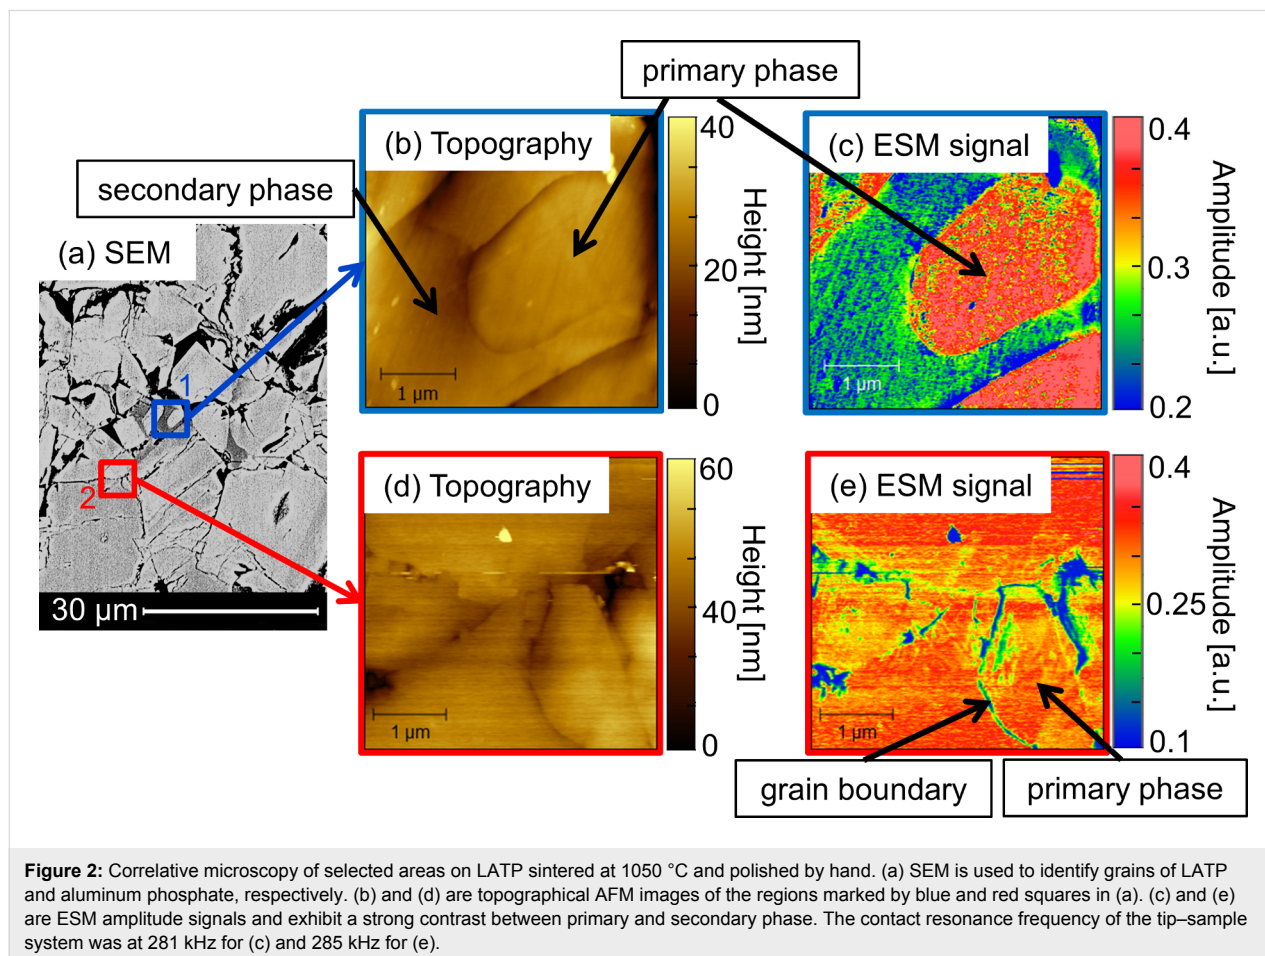 primary phase
(b) Topography
40
20
0
Height [nm]
1 µm
(c) ESM signal
0.4
0.3
0.2
Amplitude [a.u.]
1 µm
secondary phase
(a) SEM
1
2
30 µm
(d) Topography
60
40
0
Height [nm]
1 µm
(e) ESM signal
0.4
0.25
0.1
Amplitude [a.u.]
1 µm
grain boundary
primary phase
Figure 2: Correlative microscopy of selected areas on LATP sintered at 1050 °C and polished by hand. (a) SEM is used to identify grains of LATP
and aluminum phosphate, respectively. (b) and (d) are topographical AFM images of the regions marked by blue and red squares in (a). (c) and (e)
are ESM amplitude signals and exhibit a strong contrast between primary and secondary phase. The contact resonance frequency of the tip–sample
system was at 281 kHz for (c) and 285 kHz for (e).